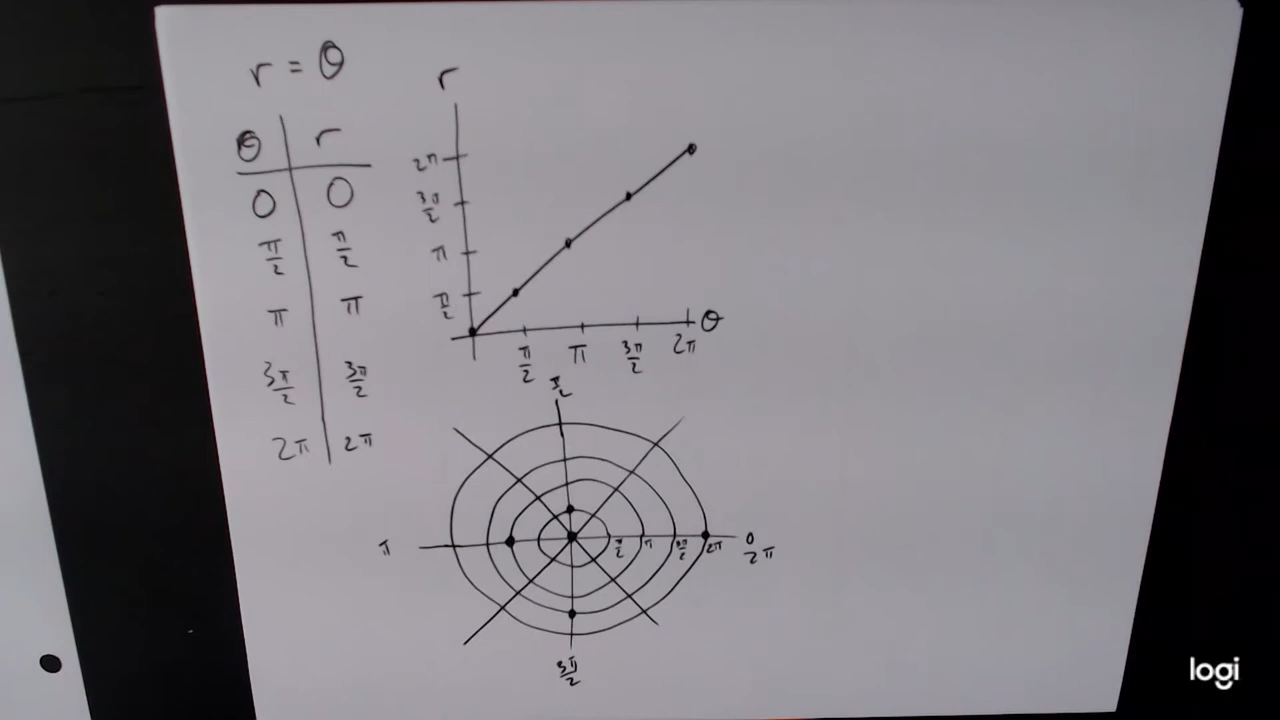 r = θ
θ r
0 0
π/2 π/2
π π
3π/2 3π/2
2π 2π
r
2π
3π/2
π
π/2
π/2 π 3π/2 2π θ
π/2
π
π/2 π 3π/2 2π
0
2π
3π/2
logi